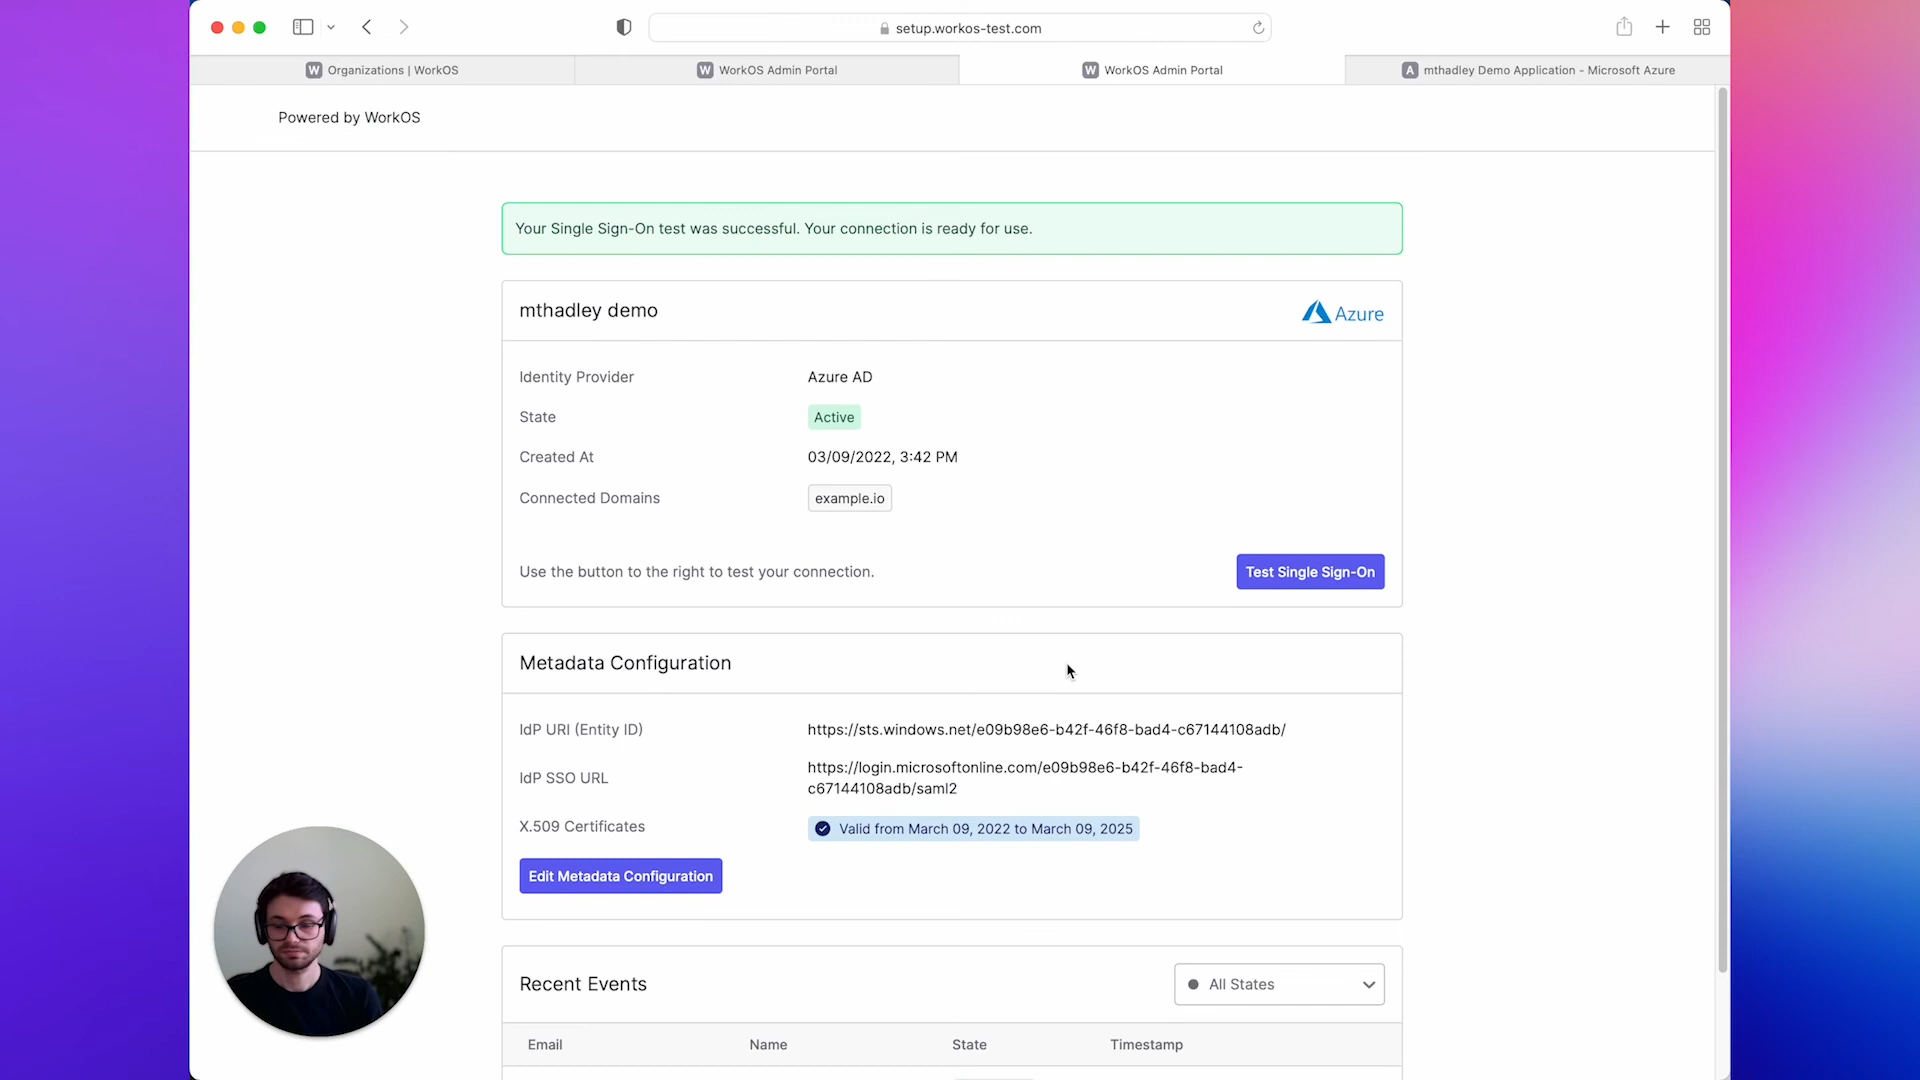 setup.workos-test.com
W Organizations | WorkOS
W WorkOS Admin Portal
W WorkOS Admin Portal
A mthadley Demo Application - Microsoft Azure
Powered by WorkOS
Your Single Sign-On test was successful. Your connection is ready for use.
mthadley demo
Azure
Identity Provider Azure AD
State Active
Created At 03/09/2022, 3:42 PM
Connected Domains example.io
Use the button to the right to test your connection. Test Single Sign-On
Metadata Configuration
IdP URI (Entity ID) https://sts.windows.net/e09b98e6-b42f-46f8-bad4-c67144108adb/
IdP SSO URL https://login.microsoftonline.com/e09b98e6-b42f-46f8-bad4-
c67144108adb/saml2
X.509 Certificates Valid from March 09, 2022 to March 09, 2025
Edit Metadata Configuration
Recent Events All States
Email Name State Timestamp